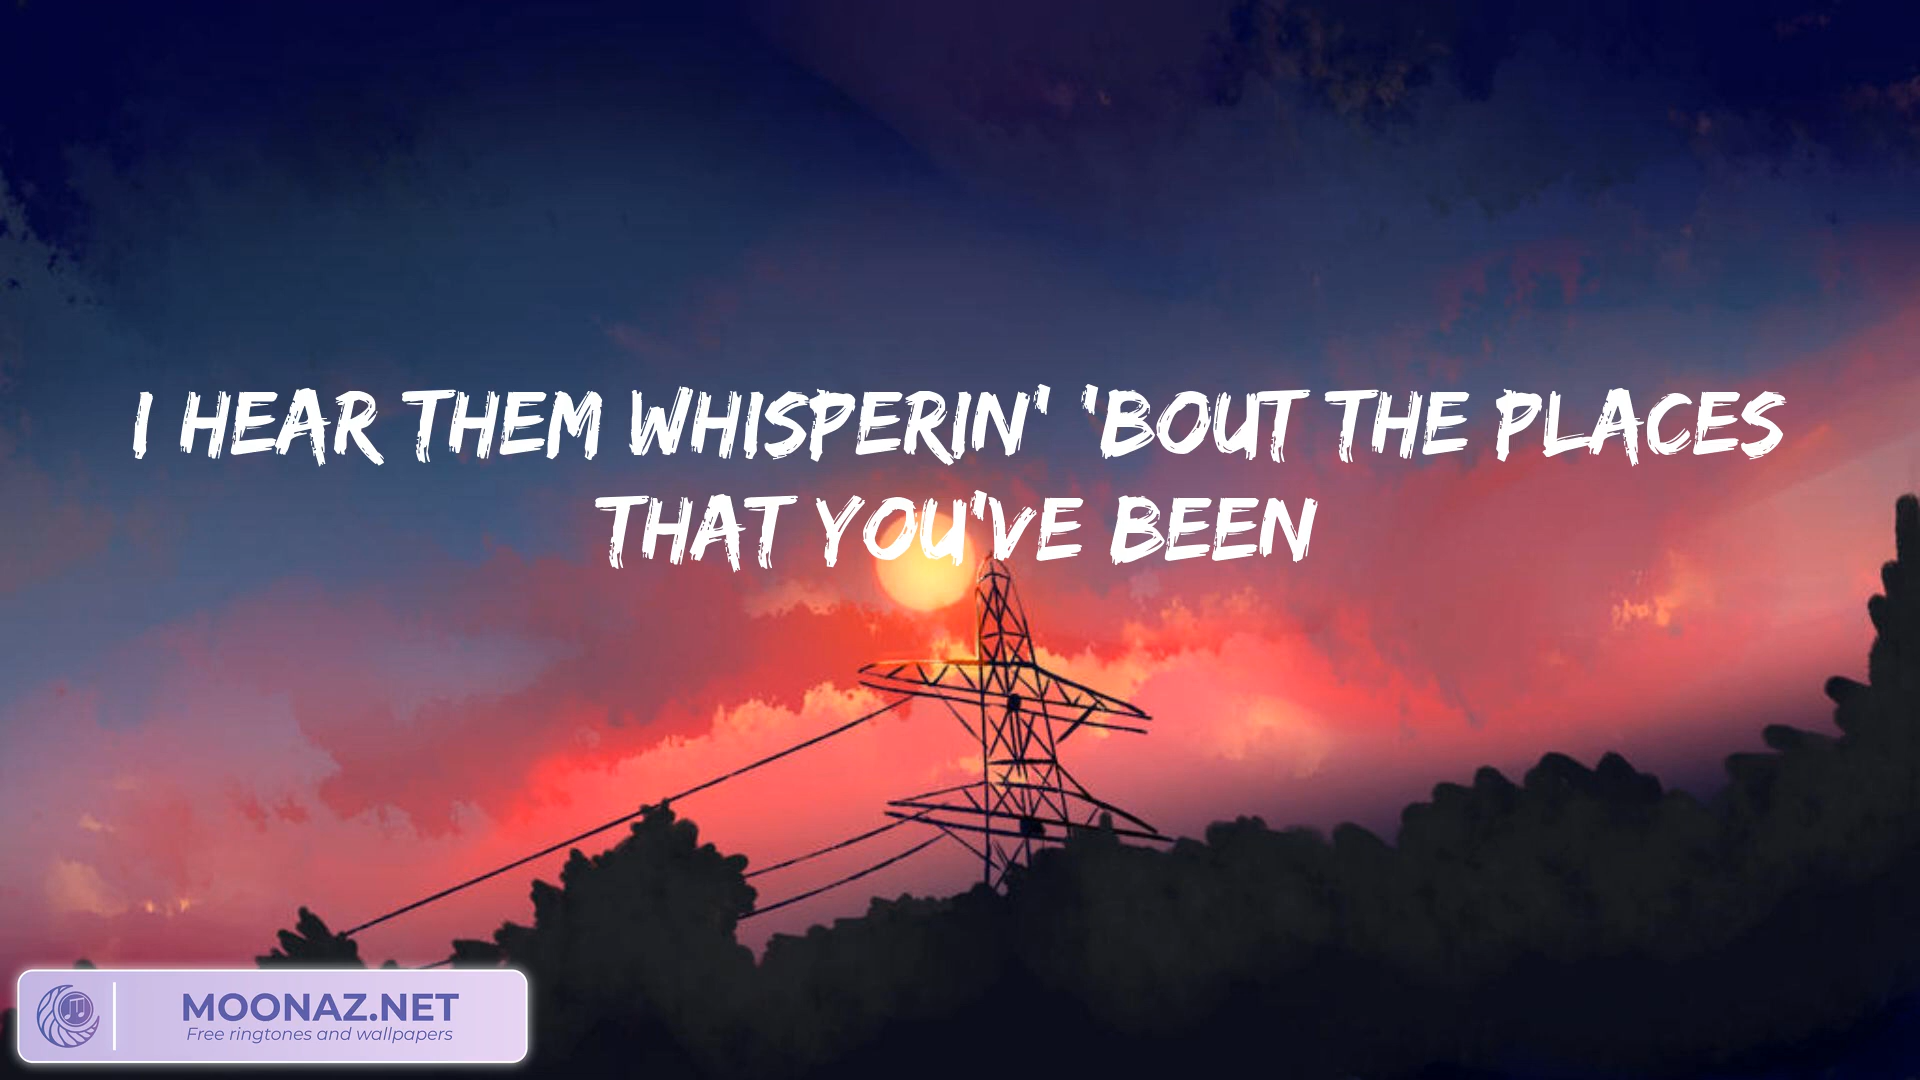 I HEAR THEM WHISPERIN' 'BOUT THE PLACES
THAT YOU'VE BEEN
MOONAZ.NET
Free ringtones and wallpapers